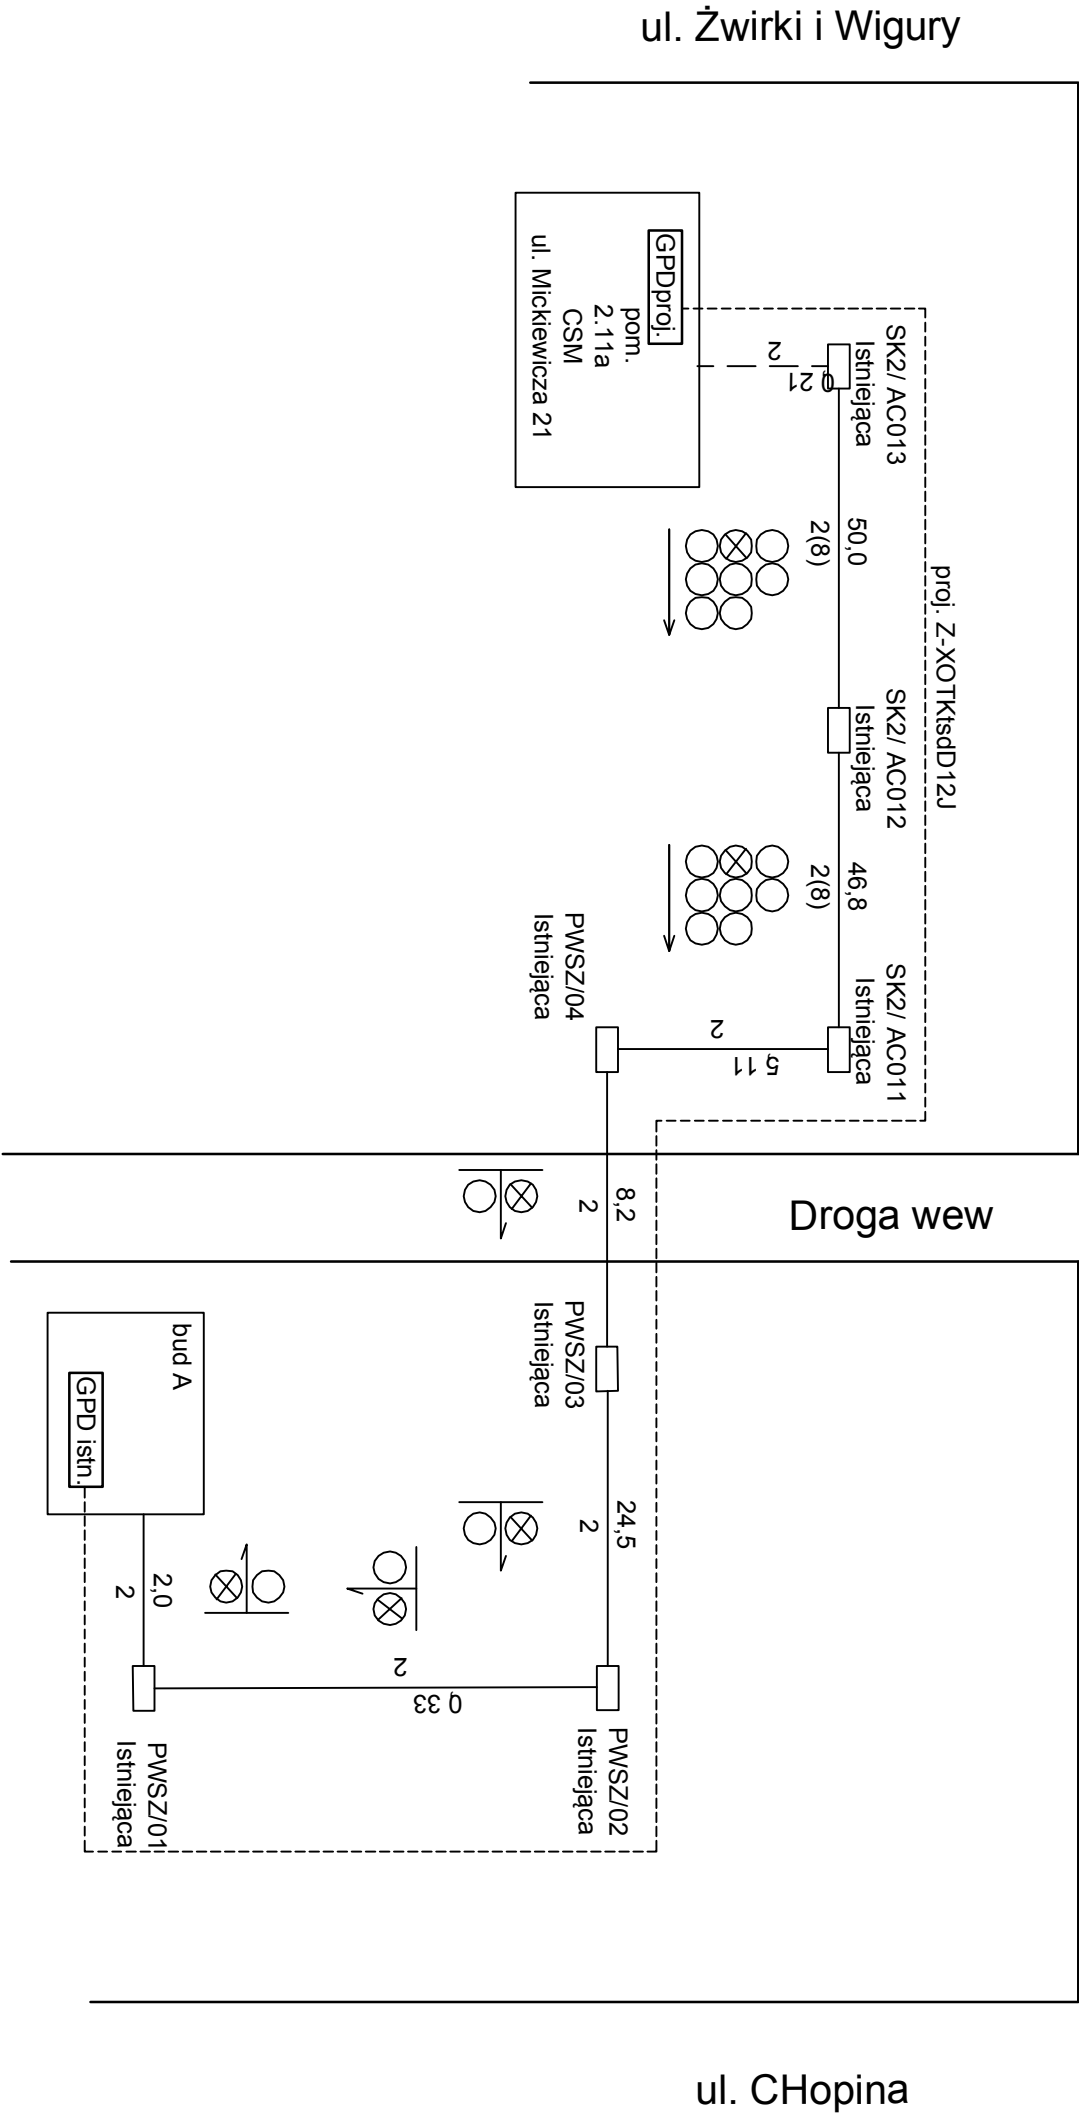 ul. Żwirki i Wigury
GPDproj.
pom.
2.11a
CSM
ul. Mickiewicza 21
SK2/ AC013
Istniejąca
0,21
2
50,0
2(8)
proj. Z-XOTKtsdD12J
SK2/ AC012
Istniejąca
46,8
2(8)
SK2/ AC011
Istniejąca
5,11
2
PWSZ/04
Istniejąca
8,2
2
Droga wew
PWSZ/03
Istniejąca
24,5
2
PWSZ/02
Istniejąca
0,33
2
bud A
GPD istn.
2,0
2
PWSZ/01
Istniejąca
ul. CHopina